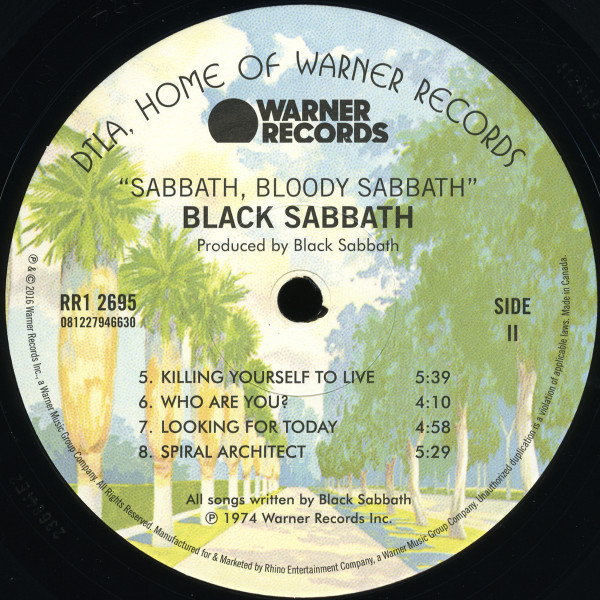 DTLA, HOME OF WARNER RECORDS
WARNER
RECORDS
“SABBATH, BLOODY SABBATH”
BLACK SABBATH
Produced by Black Sabbath
RR1 2695
081227946630
SIDE
II
5. KILLING YOURSELF TO LIVE 5:39
6. WHO ARE YOU? 4:10
7. LOOKING FOR TODAY 4:58
8. SPIRAL ARCHITECT 5:29
All songs written by Black Sabbath
℗ 1974 Warner Records Inc.
℗ & © 2016 Warner Records Inc., a Warner Music Group Company. All Rights Reserved. Manufactured for & Marketed by Rhino Entertainment Company, a Warner Music Group Company. Unauthorized duplication is a violation of applicable laws. Made in Canada.